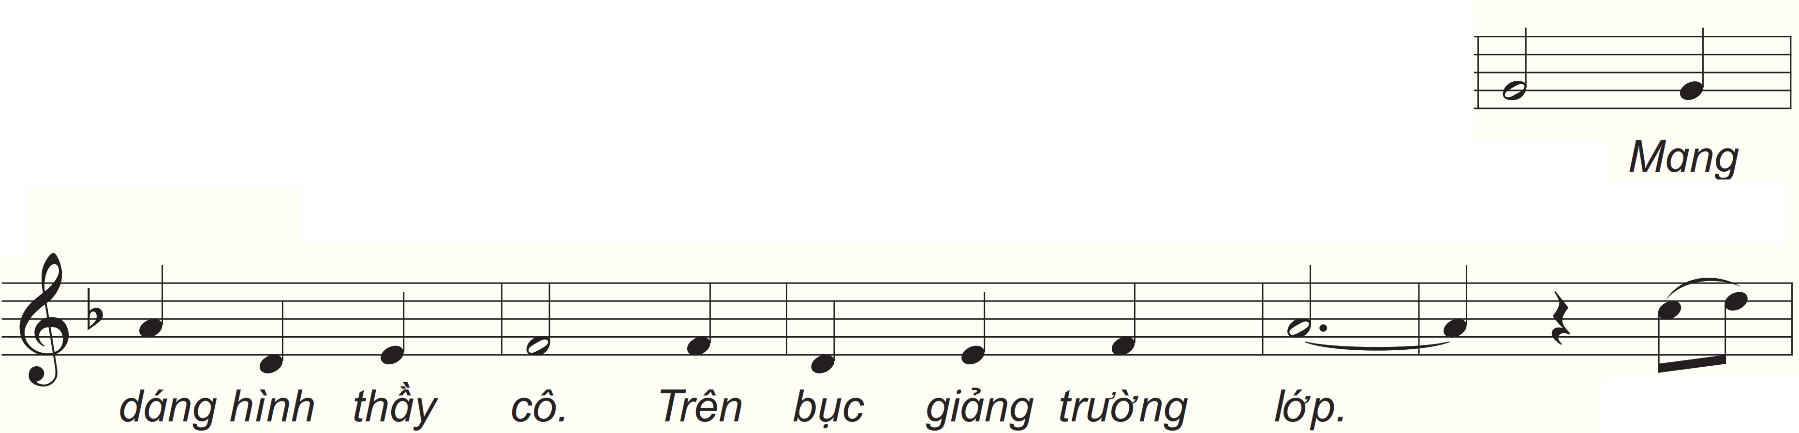 Mang
dáng hình thầy cô. Trên bục giảng trường lớp.